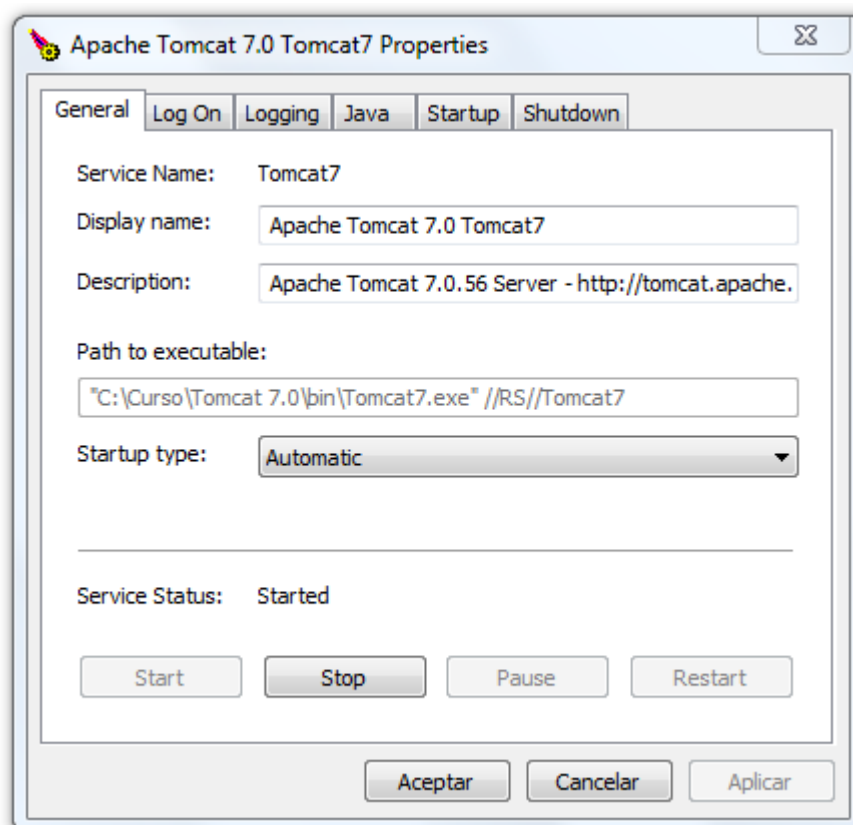 Apache Tomcat 7.0 Tomcat7 Properties
General Log On Logging Java Startup Shutdown
Service Name: Tomcat7
Display name: Apache Tomcat 7.0 Tomcat7
Description: Apache Tomcat 7.0.56 Server - http://tomcat.apache.
Path to executable:
"C:\Curso\Tomcat 7.0\bin\Tomcat7.exe" //RS//Tomcat7
Startup type: Automatic
Service Status: Started
Start Stop Pause Restart
Aceptar Cancelar Aplicar